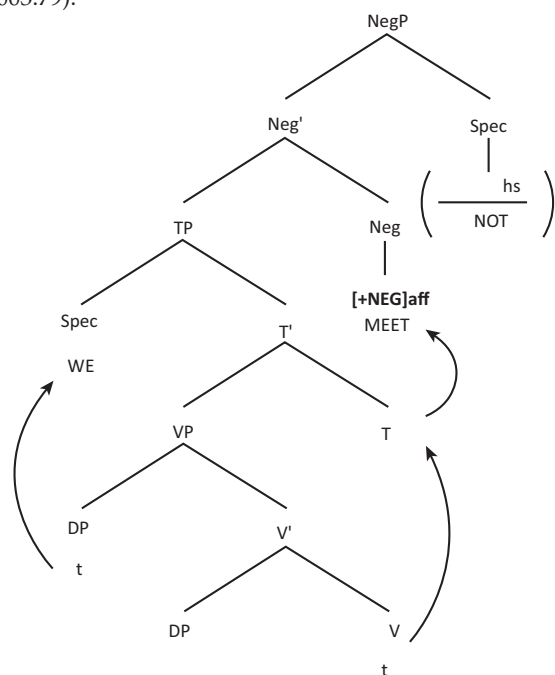 NegP
Neg' Spec
hs
TP Neg NOT
[+NEG]aff
Spec MEET
T'
WE
VP T
DP V'
t
DP V
t